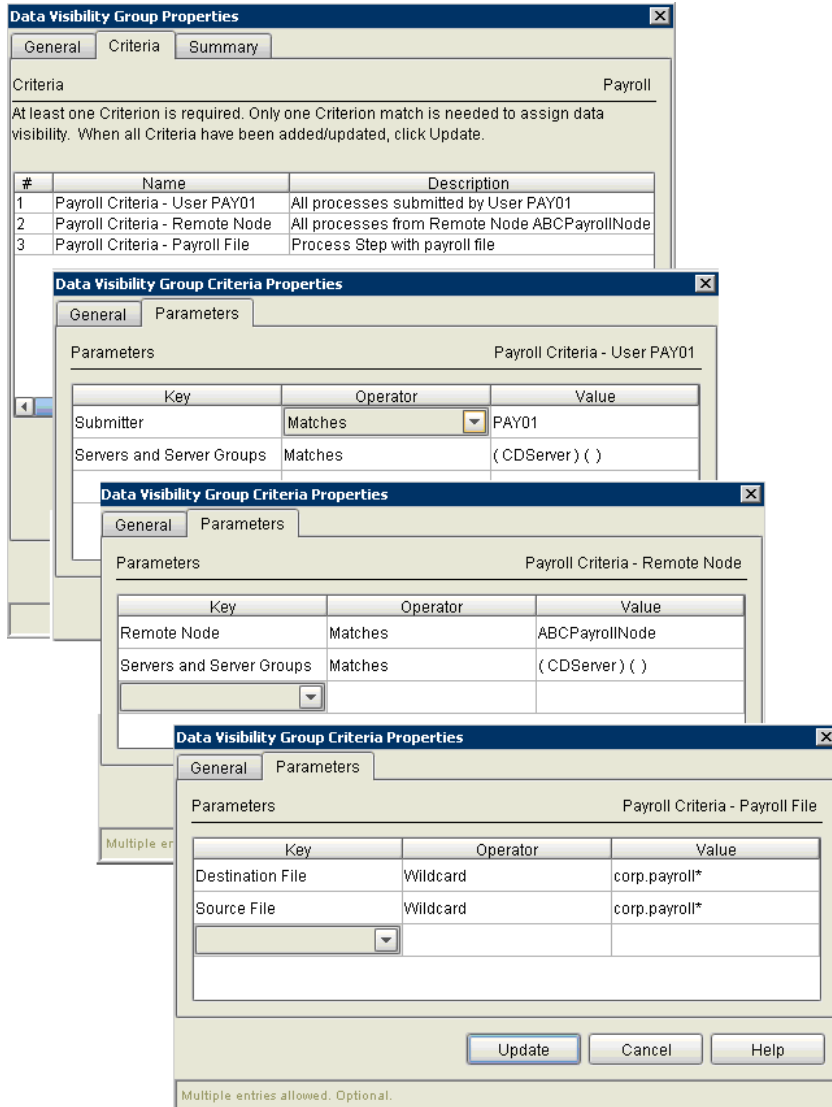 Data Visibility Group Properties
General Criteria Summary
Criteria Payroll
At least one Criterion is required. Only one Criterion match is needed to assign data
visibility. When all Criteria have been added/updated, click Update.
# Name Description
1 Payroll Criteria - User PAY01 All processes submitted by User PAY01
2 Payroll Criteria - Remote Node All processes from Remote Node ABCPayrollNode
3 Payroll Criteria - Payroll File Process Step with payroll file
Data Visibility Group Criteria Properties
General Parameters
Parameters Payroll Criteria - User PAY01
Key Operator Value
Submitter Matches PAY01
Servers and Server Groups Matches ( CDServer ) ( )
Data Visibility Group Criteria Properties
General Parameters
Parameters Payroll Criteria - Remote Node
Key Operator Value
Remote Node Matches ABCPayrollNode
Servers and Server Groups Matches ( CDServer ) ( )
Multiple er
Data Visibility Group Criteria Properties
General Parameters
Parameters Payroll Criteria - Payroll File
Key Operator Value
Destination File Wildcard corp.payroll*
Source File Wildcard corp.payroll*
Update Cancel Help
Multiple entries allowed. Optional.